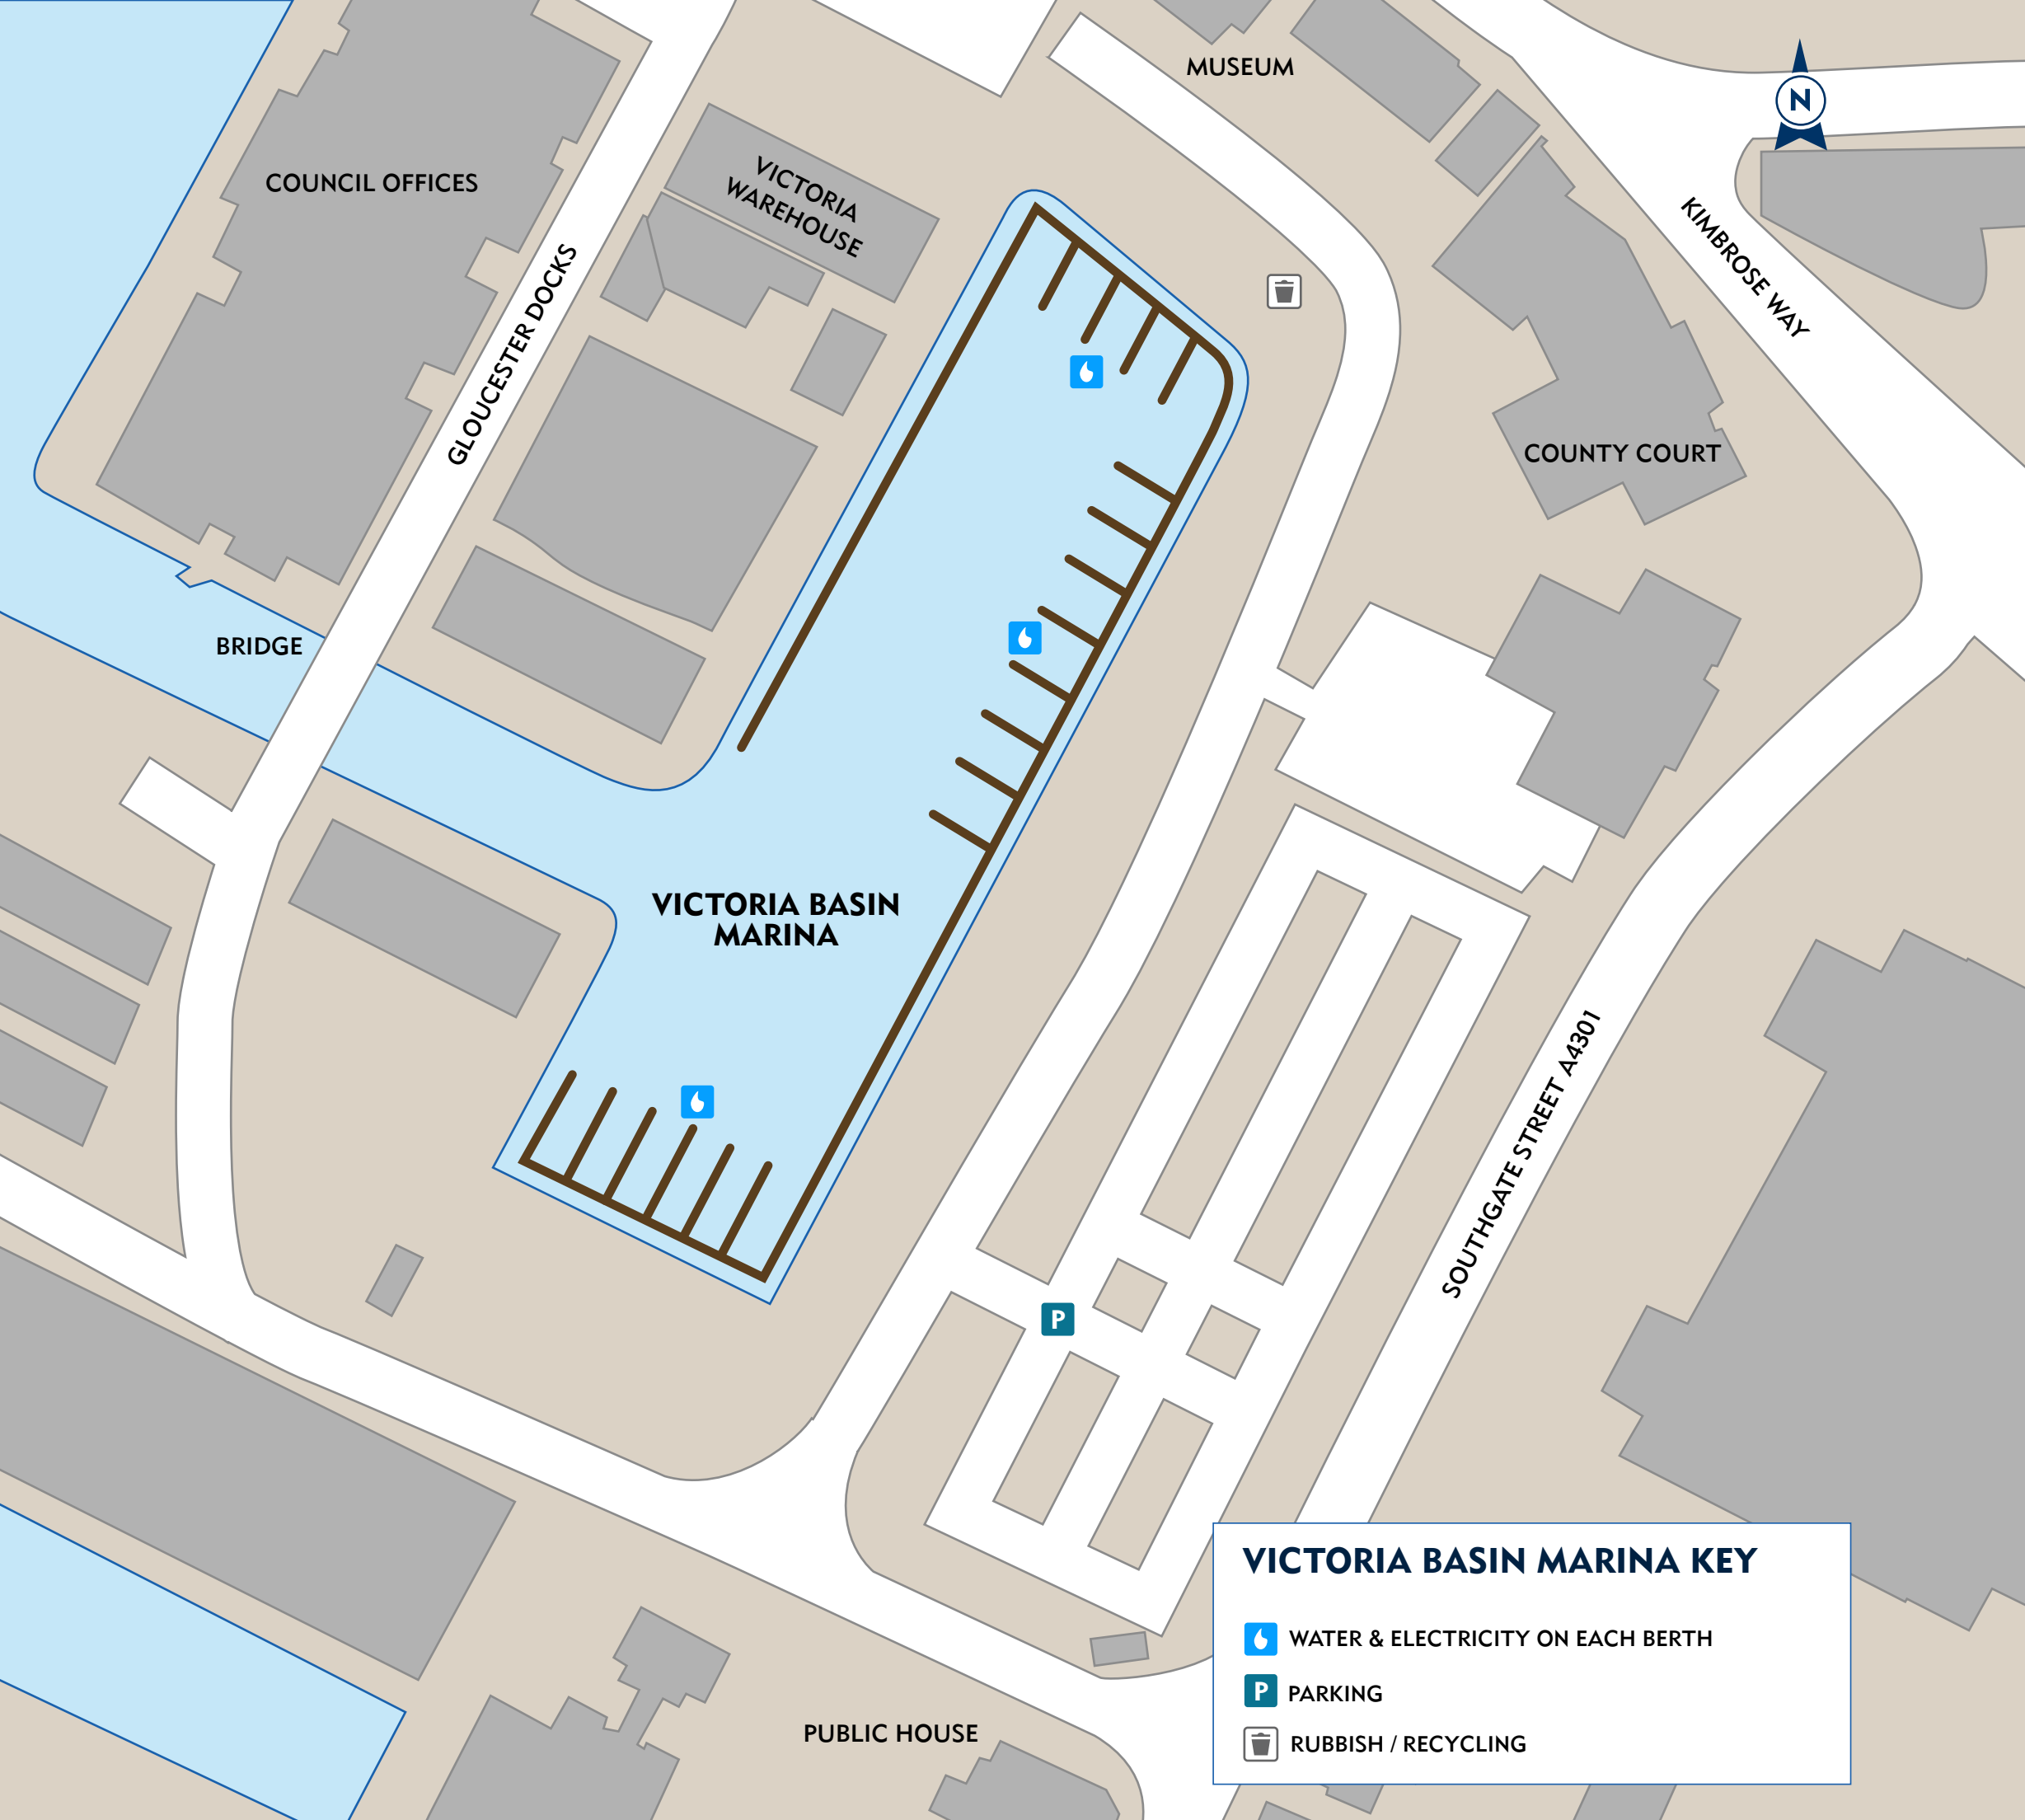 MUSEUM
N
COUNCIL OFFICES
VICTORIA
WAREHOUSE
KIMBROSE WAY
GLOUCESTER DOCKS
COUNTY COURT
BRIDGE
VICTORIA BASIN
MARINA
SOUTHGATE STREET A4301
P
VICTORIA BASIN MARINA KEY
WATER & ELECTRICITY ON EACH BERTH
P PARKING
RUBBISH / RECYCLING
PUBLIC HOUSE